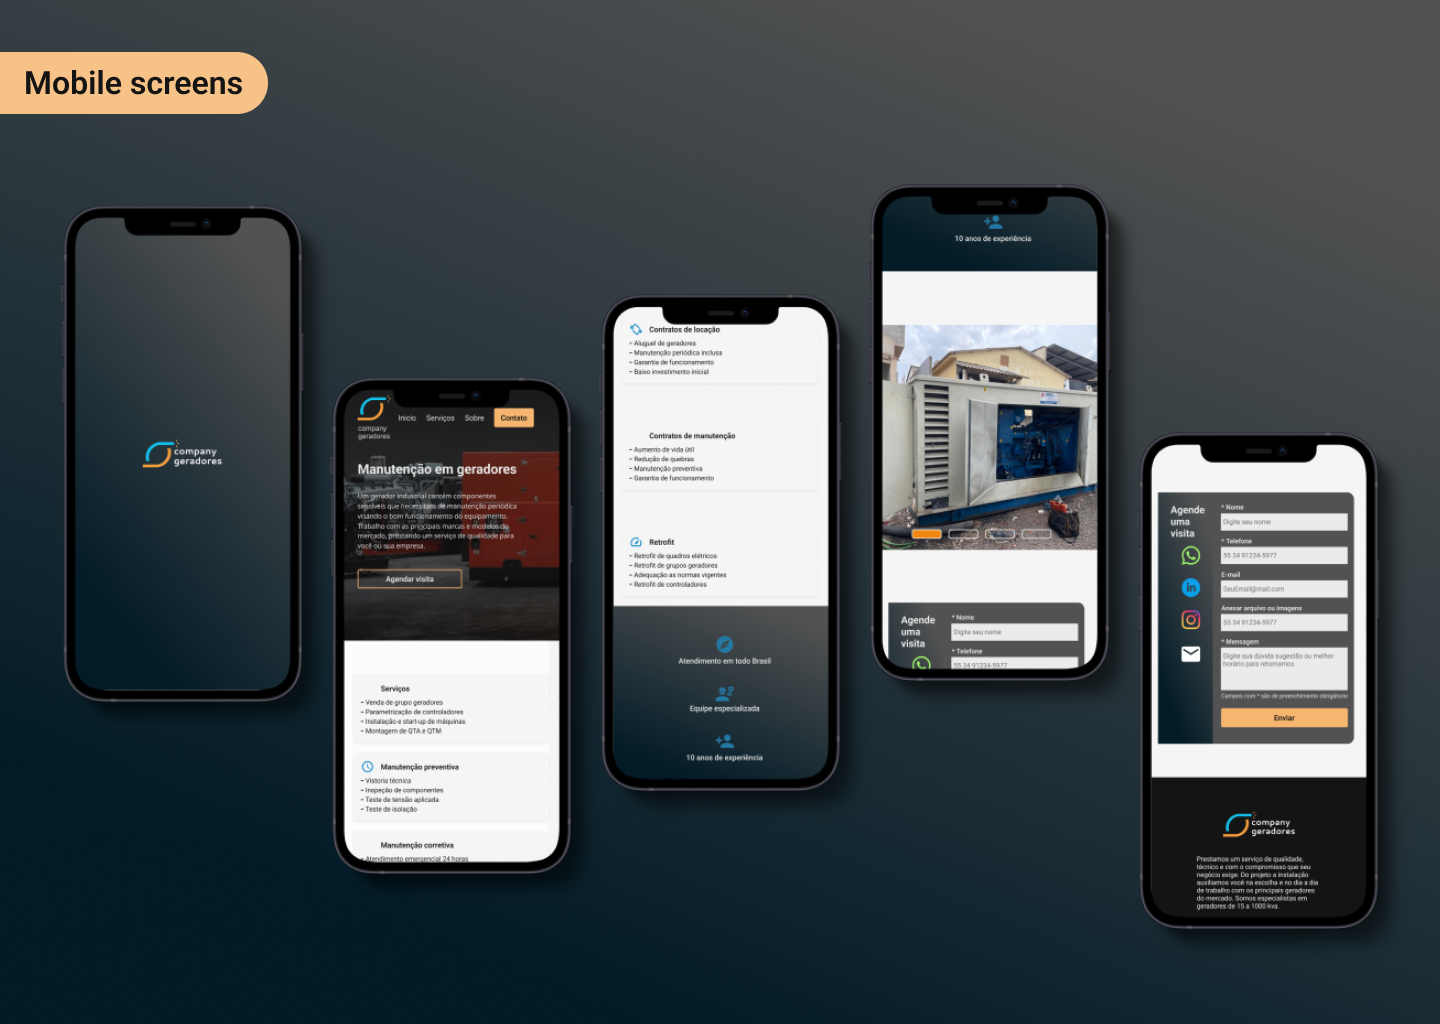 Mobile screens
company
geradores
company
geradores
Inicio
Serviços
Sobre
Contato
Manutenção em geradores
Um gerador industrial contém componentes
sensíveis que necessitam de manutenção periódica
visando o bom funcionamento do equipamento.
Trabalho com as principais marcas e modelos do
mercado, prestando um serviço de qualidade para
você ou sua empresa.
Agendar visita
Serviços
- Venda de grupo geradores
- Parametrização de controladores
- Instalação e start-up de máquinas
- Montagem de QTA e QTM
Manutenção preventiva
- Vistoria técnica
- Inspeção de componentes
- Teste de tensão aplicada
- Teste de isolação
Manutenção corretiva
- Atendimento emergencial 24 horas
Contratos de locação
- Aluguel de geradores
- Manutenção periódica inclusa
- Garantia de funcionamento
- Baixo investimento inicial
Contratos de manutenção
- Aumento de vida útil
- Redução de quebras
- Manutenção preventiva
- Garantia de funcionamento
Retrofit
- Retrofit de quadros elétricos
- Retrofit de grupos geradores
- Adequação as normas vigentes
- Retrofit de controladores
Atendimento em todo Brasil
Equipe especializada
10 anos de experiência
10 anos de experiência
Agende
uma
visita
* Nome
Digite seu nome
* Telefone
55 34 91234-5977
Agende
uma
visita
* Nome
Digite seu nome
* Telefone
55 34 91234-5977
E-mail
SeuEmail@mail.com
Anexar arquivo ou imagens
55 34 91234-5977
* Mensagem
Digite sua dúvida sugestão ou melhor
horário para retornamos
Campos com * são de preenchimento obrigatório
Enviar
company
geradores
Prestamos um serviço de qualidade,
técnico e com o compromisso que seu
negócio exige. Do projeto a instalação
auxiliamos você na escolha e no dia a dia
de trabalho com os principais geradores
do mercado. Somos especialistas em
geradores de 15 a 1000 kva.